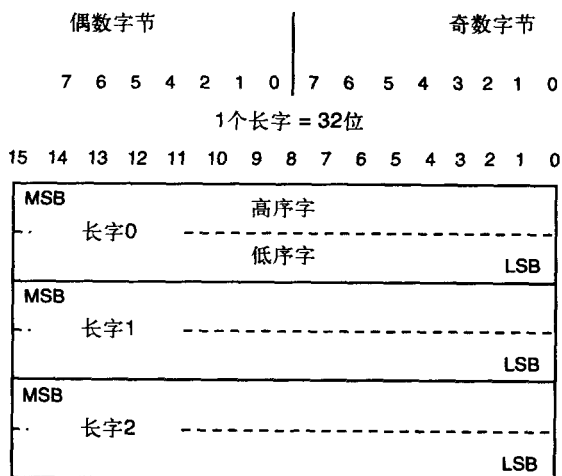 偶数字节 奇数字节
7 6 5 4 2 1 0 7 6 5 4 3 2 1 0
1个长字 = 32位
15 14 13 12 11 10 9 8 7 6 5 4 3 2 1 0
MSB 高序字
长字0
低序字 LSB
MSB
长字1
LSB
MSB
长字2
LSB